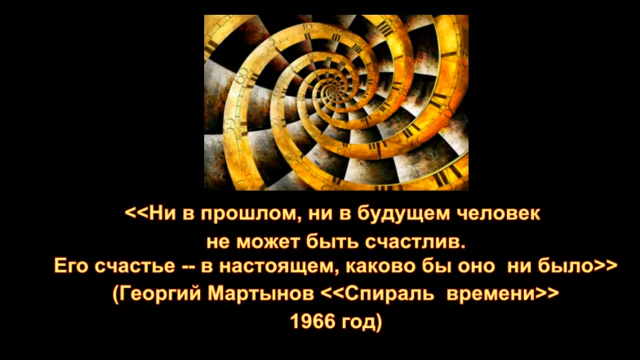 <<Ни в прошлом, ни в будущем человек
не может быть счастлив.
Его счастье -- в настоящем, каково бы оно  ни было>>
(Георгий Мартынов <<Спираль  времени>>
1966 год)